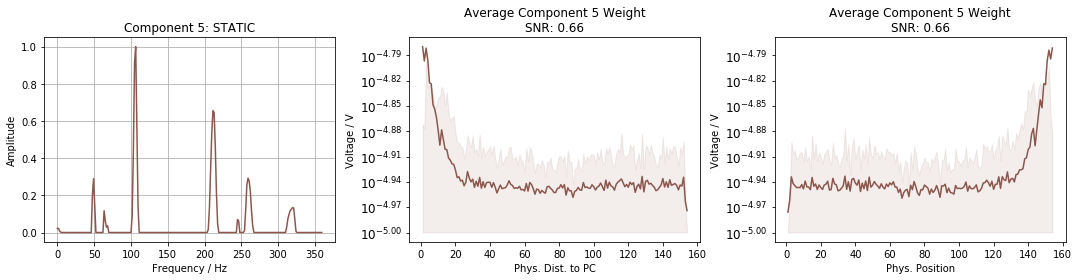 Component 5: STATIC
Amplitude
1.0
0.8
0.6
0.4
0.2
0.0
0 50 100 150 200 250 300 350
Frequency / Hz
Average Component 5 Weight
SNR: 0.66
Voltage / V
10^−4.79
10^−4.82
10^−4.85
10^−4.88
10^−4.91
10^−4.94
10^−4.97
10^−5.00
0 20 40 60 80 100 120 140 160
Phys. Dist. to PC
Average Component 5 Weight
SNR: 0.66
Voltage / V
10^−4.79
10^−4.82
10^−4.85
10^−4.88
10^−4.91
10^−4.94
10^−4.97
10^−5.00
0 20 40 60 80 100 120 140 160
Phys. Position